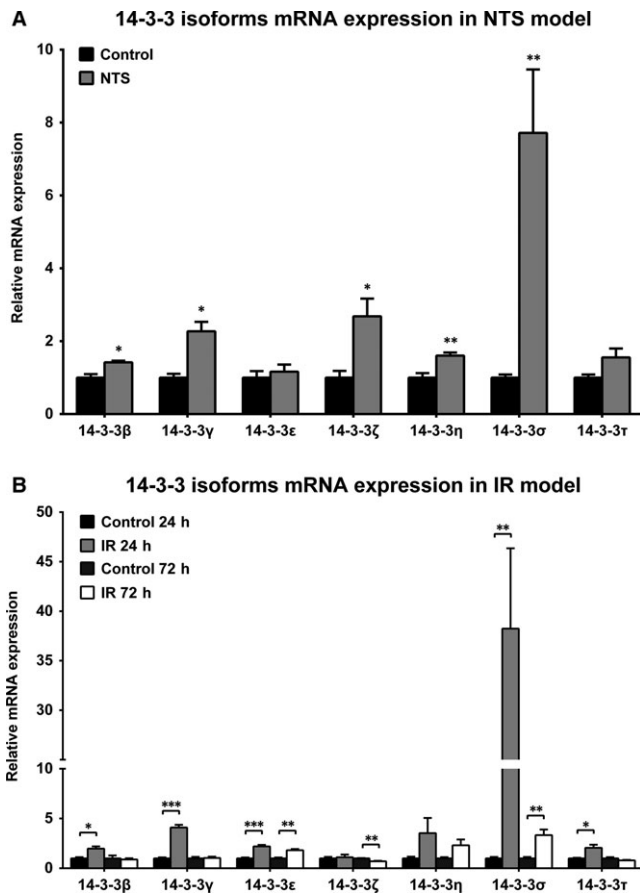 A
14-3-3 isoforms mRNA expression in NTS model
Control
NTS
Relative mRNA expression
10
8
6
4
2
0
* * * ** **
14-3-3β 14-3-3γ 14-3-3ε 14-3-3ζ 14-3-3η 14-3-3σ 14-3-3τ
B
14-3-3 isoforms mRNA expression in IR model
Control 24 h
IR 24 h
Control 72 h
IR 72 h
Relative mRNA expression
50
45
40
35
30
25
10
5
0
* *** *** ** ** ** ** *
14-3-3β 14-3-3γ 14-3-3ε 14-3-3ζ 14-3-3η 14-3-3σ 14-3-3τ